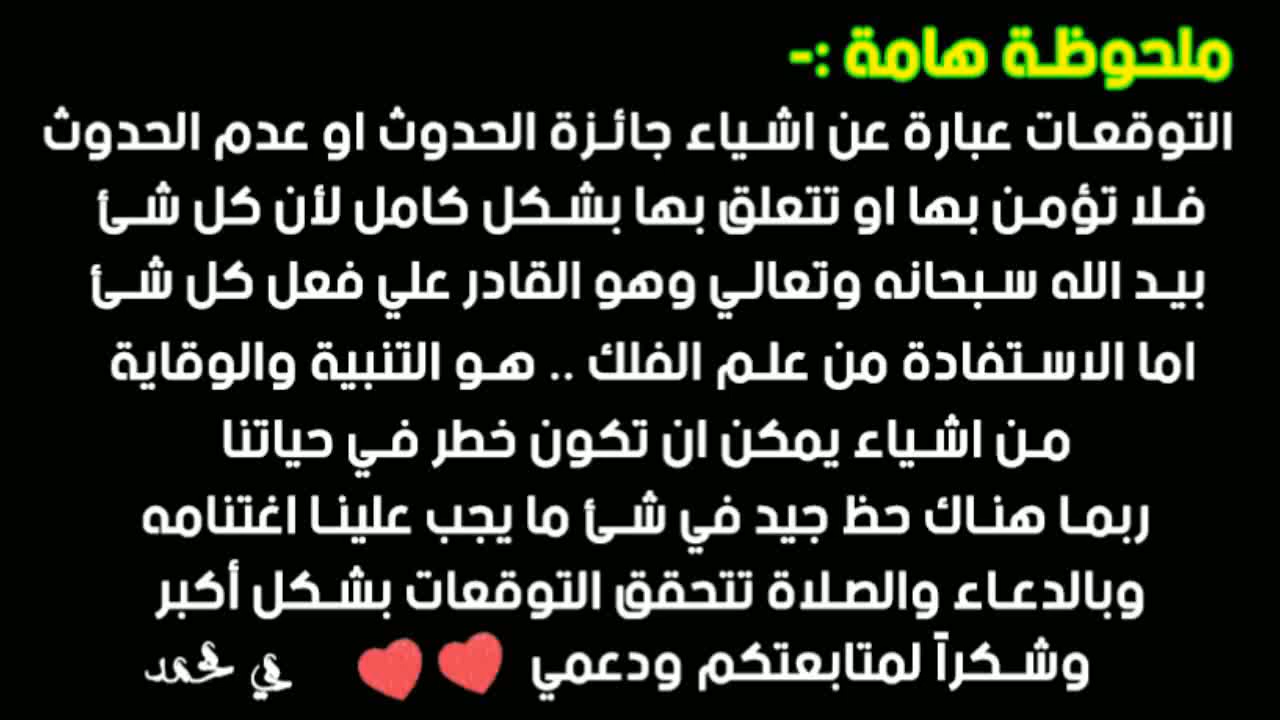 ملحوظة هامة :-
التوقعات عبارة عن اشياء جائزة الحدوث او عدم الحدوث
فلا تؤمن بها او تتعلق بها بشكل كامل لأن كل شئ
بيد الله سبحانه وتعالي وهو القادر علي فعل كل شئ
اما الاستفادة من علم الفلك .. هو التنبية والوقاية
من اشياء يمكن ان تكون خطر في حياتنا
ربما هناك حظ جيد في شئ ما يجب علينا اغتنامه
وبالدعاء والصلاة تتحقق التوقعات بشكل أكبر
وشكراً لمتابعتكم ودعمي ❤❤ مي محمد